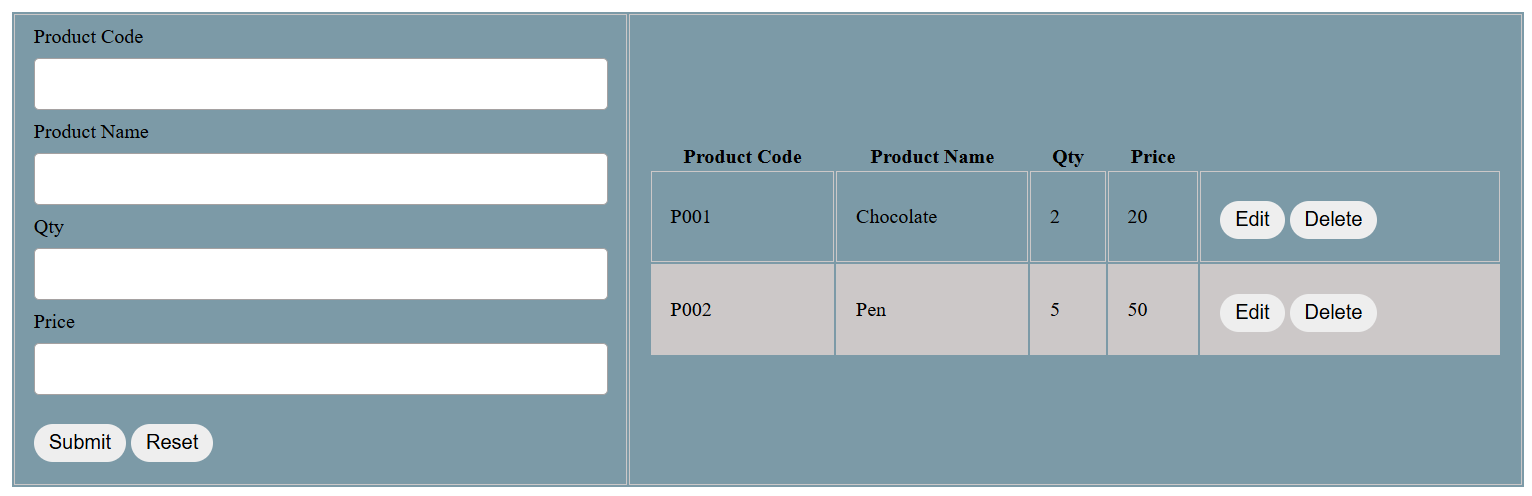 Product Code
Product Name
Qty
Price
Submit Reset
Product Code Product Name Qty Price
P001 Chocolate 2 20 Edit Delete
P002 Pen 5 50 Edit Delete